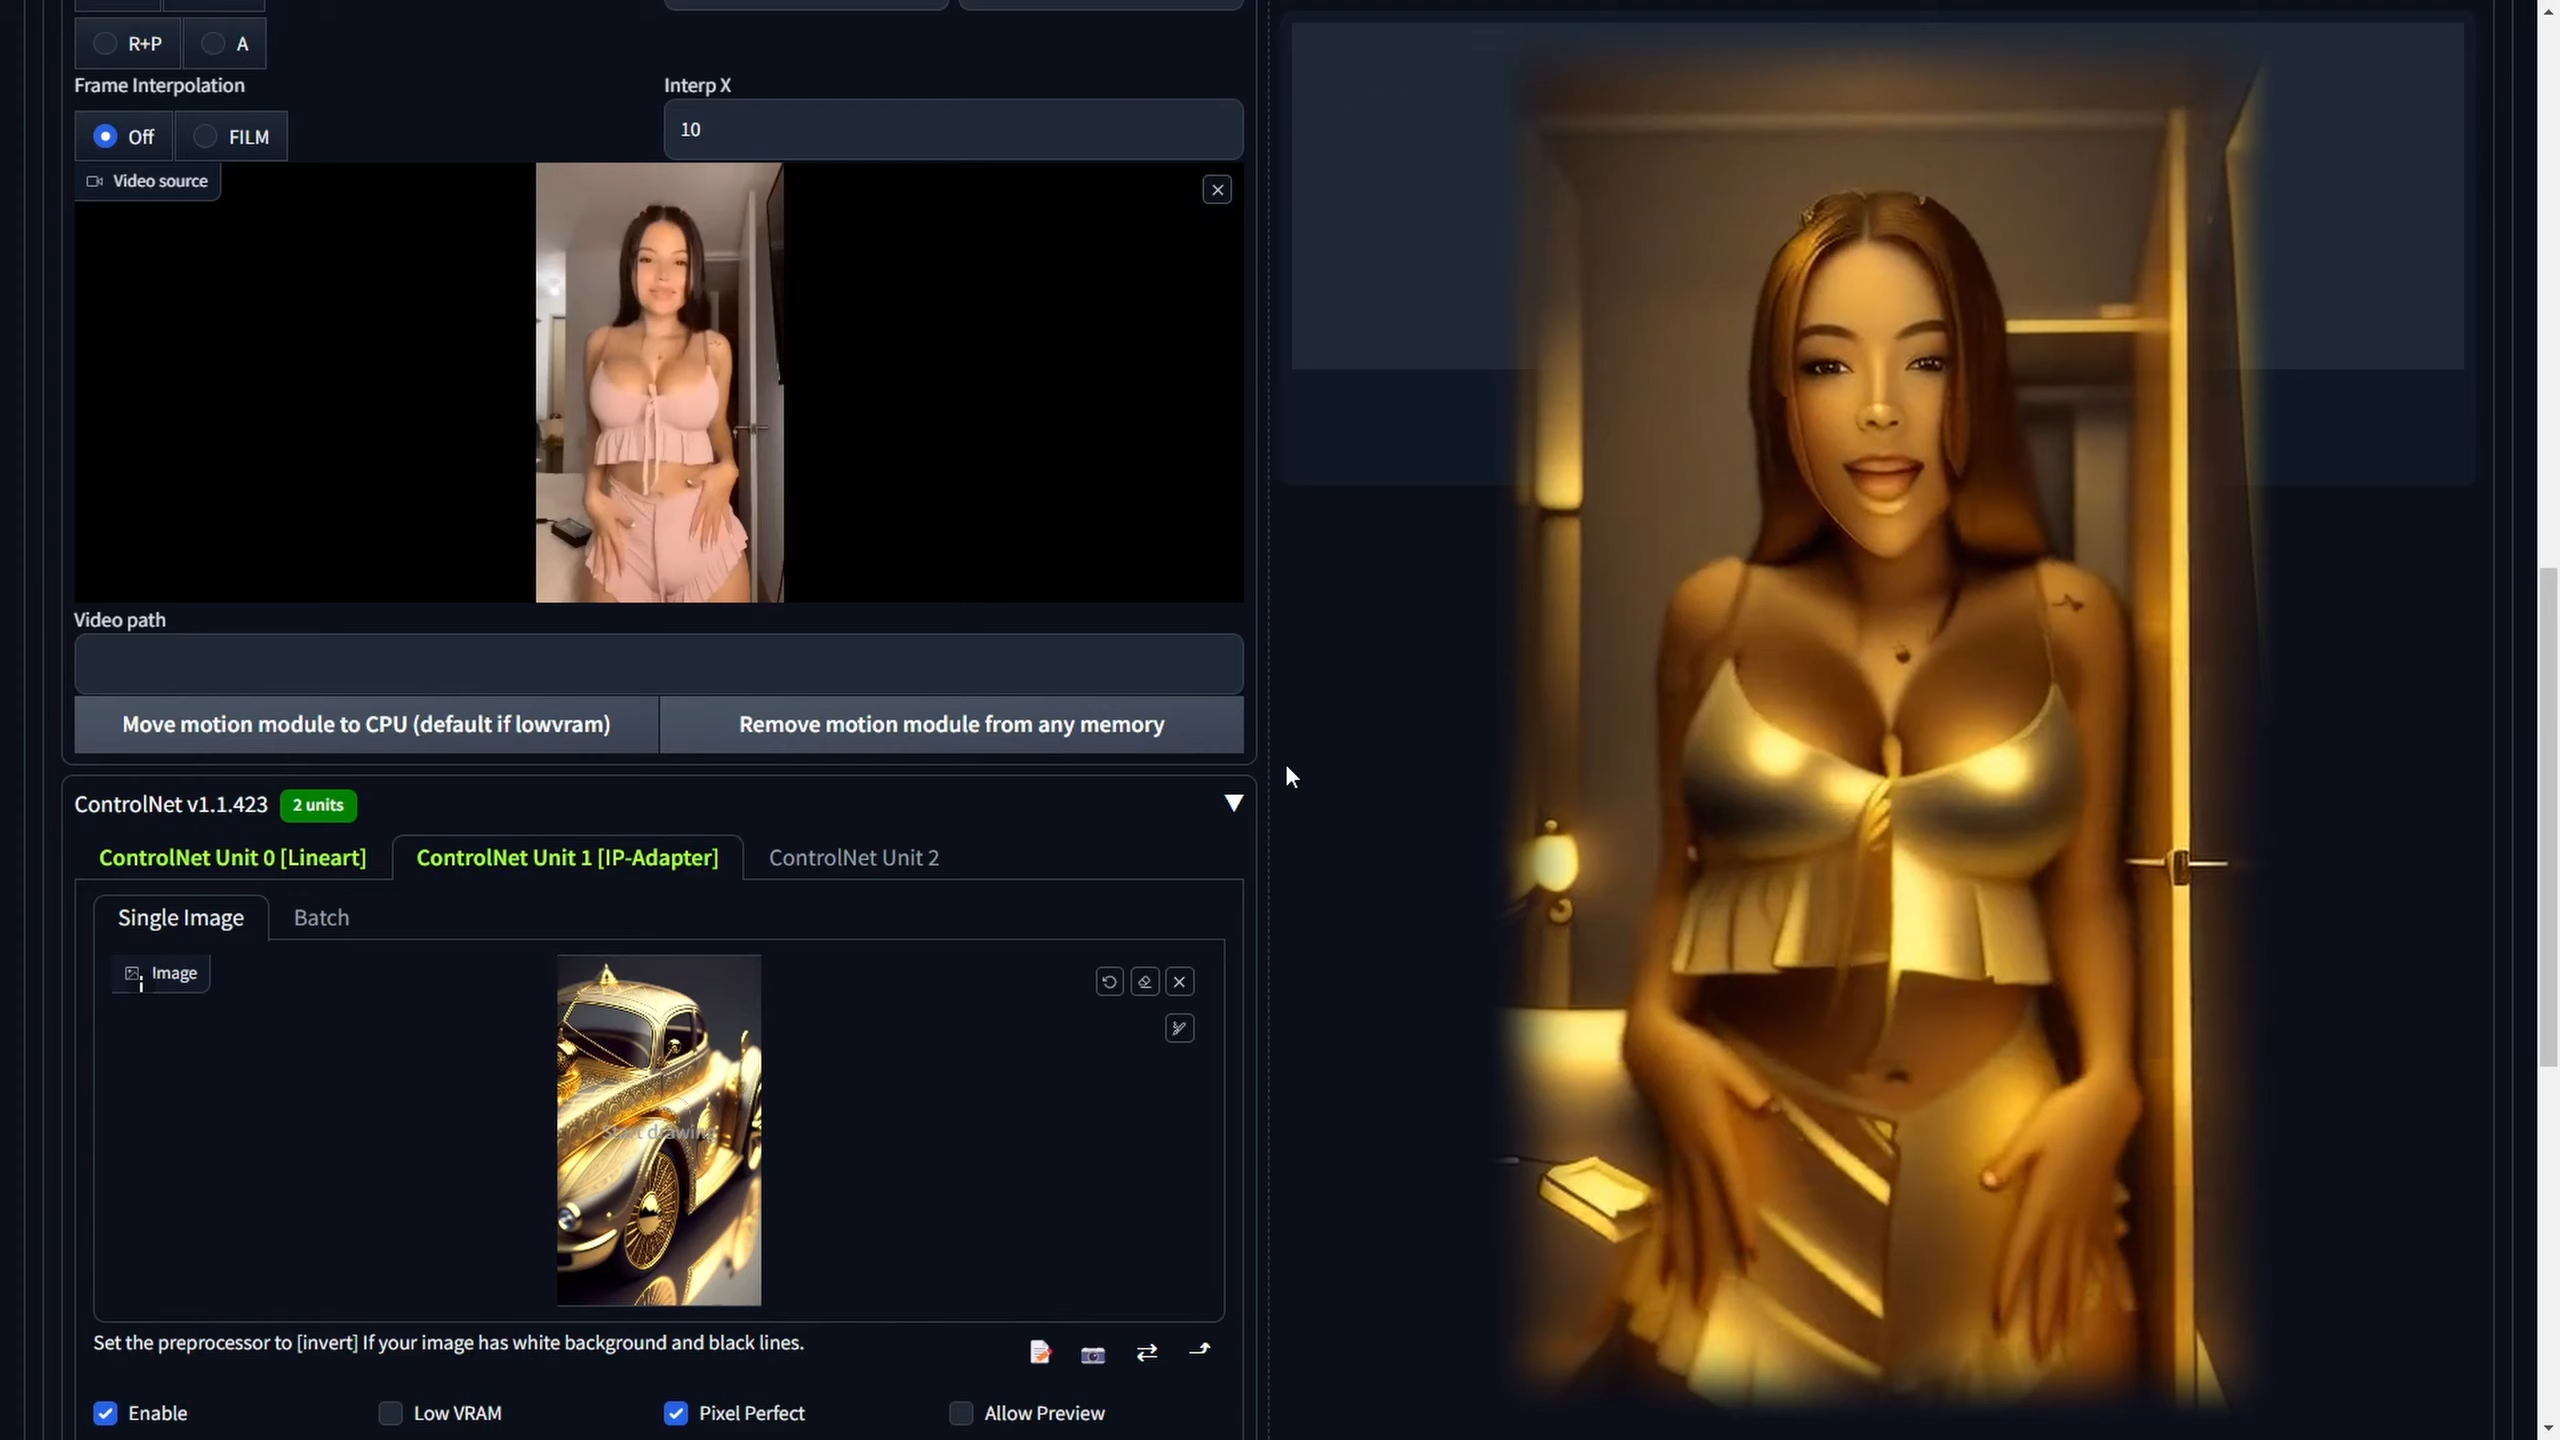 R+P A
Frame Interpolation
Interp X
Off FILM
10
Video source
Video path
Move motion module to CPU (default if lowvram)
Remove motion module from any memory
ControlNet v1.1.423 2 units
ControlNet Unit 0 [Lineart] ControlNet Unit 1 [IP-Adapter] ControlNet Unit 2
Single Image Batch
Image
Start drawing
Set the preprocessor to [invert] If your image has white background and black lines.
Enable Low VRAM Pixel Perfect Allow Preview